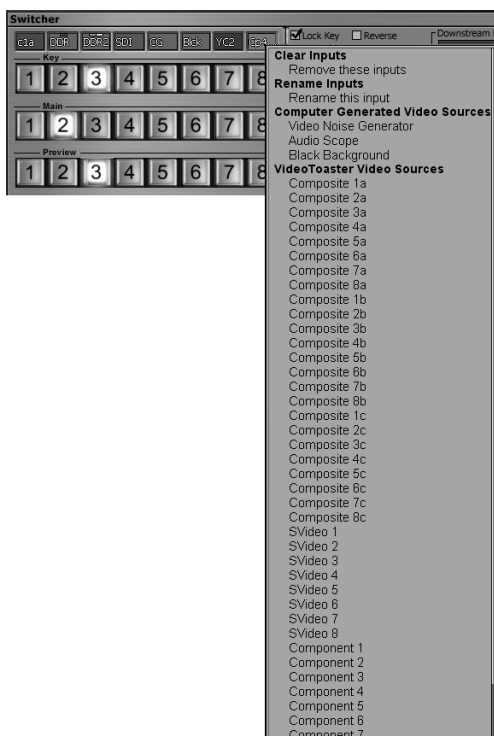 Switcher
c1a DDR DDR2 SDI CG Bck YC2 Cp4...
Lock Key Reverse Downstream
Key
1 2 3 4 5 6 7 8
Main
1 2 3 4 5 6 7 8
Preview
1 2 3 4 5 6 7 8
Clear Inputs
Remove these inputs
Rename Inputs
Rename this input
Computer Generated Video Sources
Video Noise Generator
Audio Scope
Black Background
VideoToaster Video Sources
Composite 1a
Composite 2a
Composite 3a
Composite 4a
Composite 5a
Composite 6a
Composite 7a
Composite 8a
Composite 1b
Composite 2b
Composite 3b
Composite 4b
Composite 5b
Composite 6b
Composite 7b
Composite 8b
Composite 1c
Composite 2c
Composite 3c
Composite 4c
Composite 5c
Composite 6c
Composite 7c
Composite 8c
SVideo 1
SVideo 2
SVideo 3
SVideo 4
SVideo 5
SVideo 6
SVideo 7
SVideo 8
Component 1
Component 2
Component 3
Component 4
Component 5
Component 6
Component 7